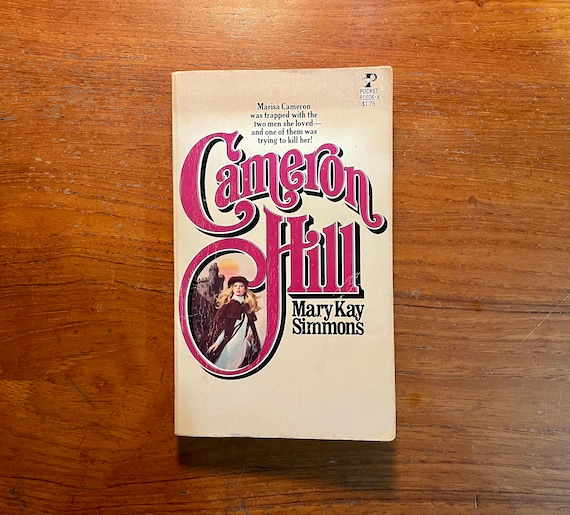 POCKET
81026-X
$1.75
Marisa Cameron
was trapped with the
two men she loved—
and one of them was
trying to kill her!
Cameron
Hill
Mary Kay
Simmons